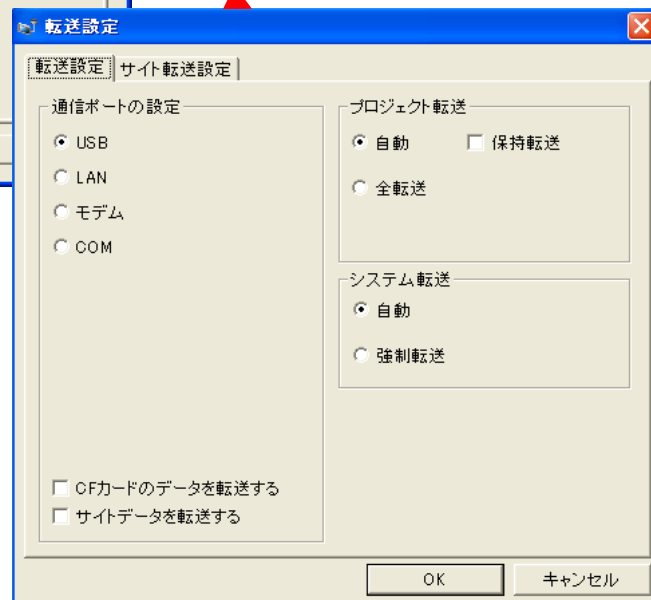 転送設定
転送設定 サイト転送設定
通信ポートの設定
USB
LAN
モデム
COM
CFカードのデータを転送する
サイトデータを転送する
プロジェクト転送
自動 保持転送
全転送
システム転送
自動
強制転送
OK キャンセル